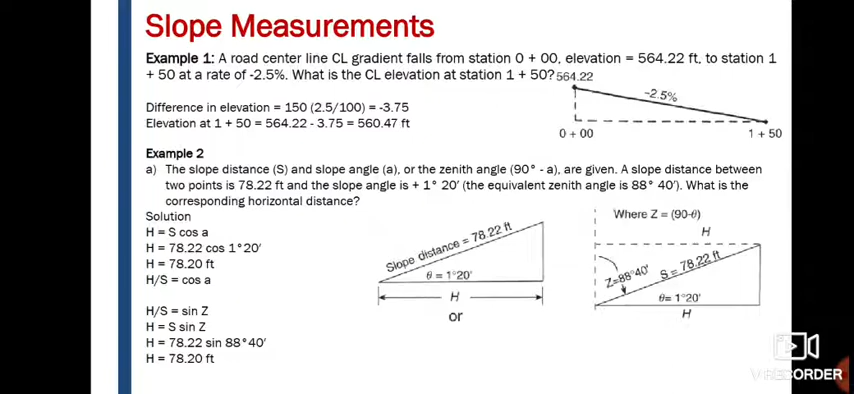 Slope Measurements
Example 1: A road center line CL gradient falls from station 0 + 00, elevation = 564.22 ft, to station 1
+ 50 at a rate of -2.5%. What is the CL elevation at station 1 + 50?
564.22
-2.5%
0 + 00
1 + 50
Difference in elevation = 150 (2.5/100) = -3.75
Elevation at 1 + 50 = 564.22 - 3.75 = 560.47 ft
Example 2
a) The slope distance (S) and slope angle (a), or the zenith angle (90° - a), are given. A slope distance between
two points is 78.22 ft and the slope angle is + 1° 20′ (the equivalent zenith angle is 88° 40′). What is the
corresponding horizontal distance?
Solution
H = S cos a
H = 78.22 cos 1°20′
H = 78.20 ft
H/S = cos a
H/S = sin Z
H = S sin Z
H = 78.22 sin 88°40′
H = 78.20 ft
Slope distance = 78.22 ft
θ = 1°20′
H
or
Where Z = (90-θ)
H
Z=88°40′
S = 78.22 ft
θ= 1°20′
H
V RECORDER